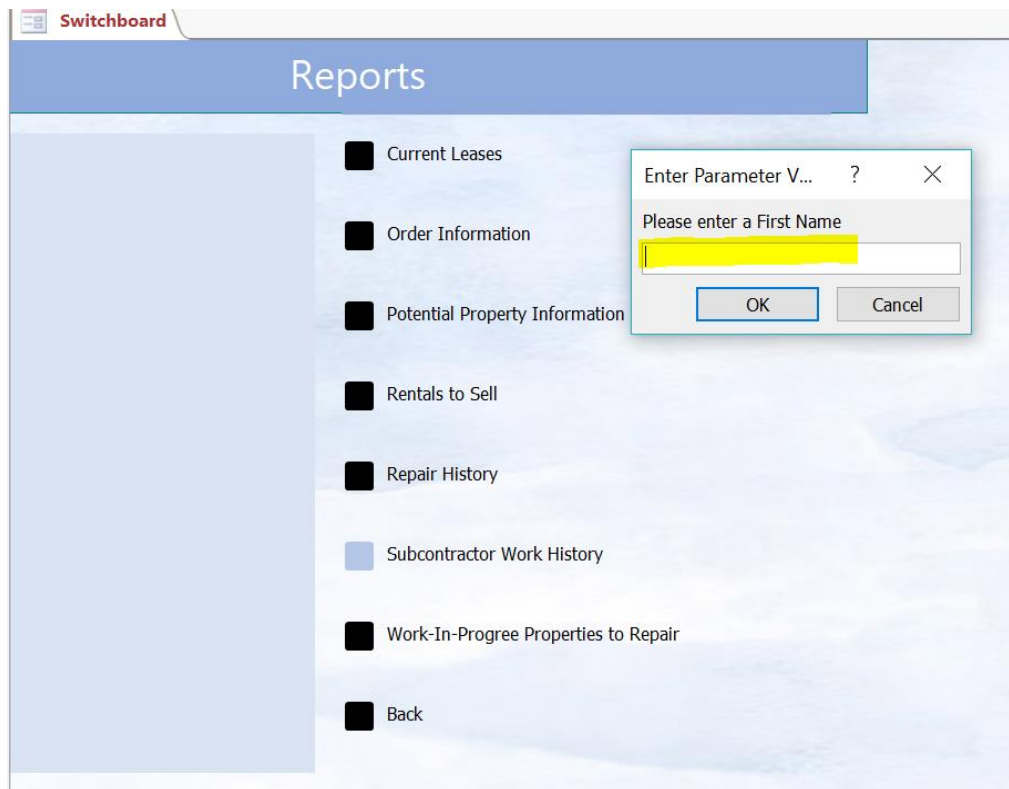 Switchboard
Reports
Current Leases
Enter Parameter V... ? ×
Please enter a First Name
Order Information
OK Cancel
Potential Property Information
Rentals to Sell
Repair History
Subcontractor Work History
Work-In-Progree Properties to Repair
Back